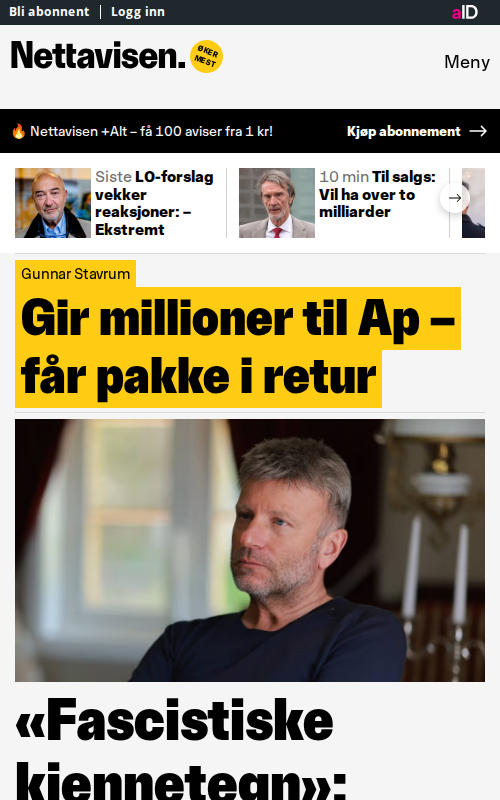 Bli abonnent
Logg inn
aID
Nettavisen.
ØKER
MEST
Meny
🔥 Nettavisen +Alt – få 100 aviser fra 1 kr!
Kjøp abonnement →
Siste LO-forslag
vekker
reaksjoner: –
Ekstremt
10 min Til salgs:
Vil ha over to
milliarder
Gunnar Stavrum
Gir millioner til Ap –
får pakke i retur
«Fascistiske
kjennetegn»: